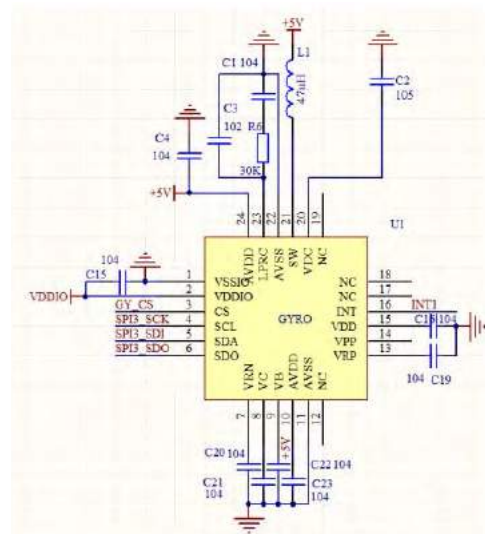 +5V
L1
47uH
C1 104
C3
102
R6
30K
C2
105
C4
104
+5V
24
23
22
21
20
19
AVDD
LPRC
AVSS
SW
VDC
NC
U1
104
C15
VDDIO
GY_CS
SPI3_SCK
SPI3_SDI
SPI3_SDO
1
2
3
4
5
6
VSSIO
VDDIO
CS
SCL
SDA
SDO
GYRO
NC
NC
INT
VDD
VPP
VRP
18
17
16
15
14
13
INT1
104
104
C19
VRN
VC
VB
AVDD
AVSS
NC
7
8
9
10
11
12
+5V
C20 104
C21
104
C22 104
C23
104